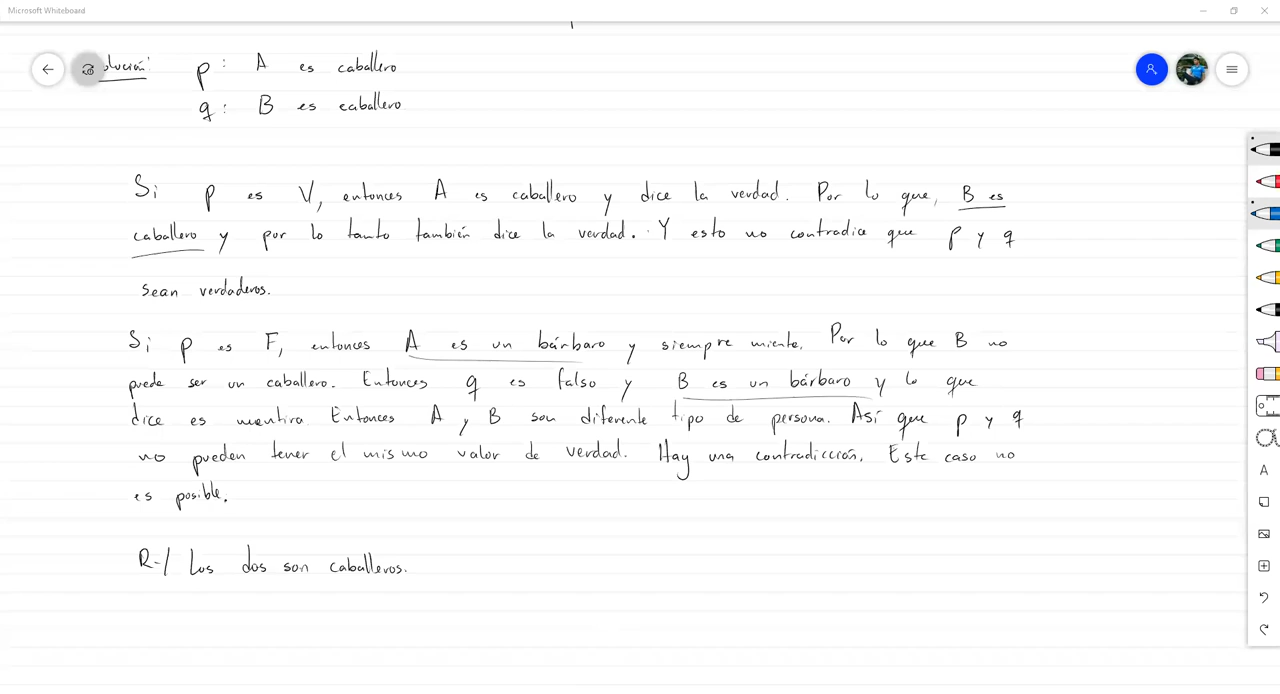 Microsoft Whiteboard
p: A es caballero
q: B es caballero
Si p es V, entonces A es caballero y dice la verdad. Por lo que, B es
caballero y por lo tanto también dice la verdad. Y esto no contradice que p y q
sean verdaderos.
Si p es F, entonces A es un bárbaro y siempre miente. Por lo que B no
puede ser un caballero. Entonces q es falso y B es un bárbaro y lo que
dice es mentira. Entonces A y B son diferente tipo de persona. Así que p y q
no pueden tener el mismo valor de verdad. Hay una contradicción. Este caso no
es posible.
R-/ Los dos son caballeros.
A